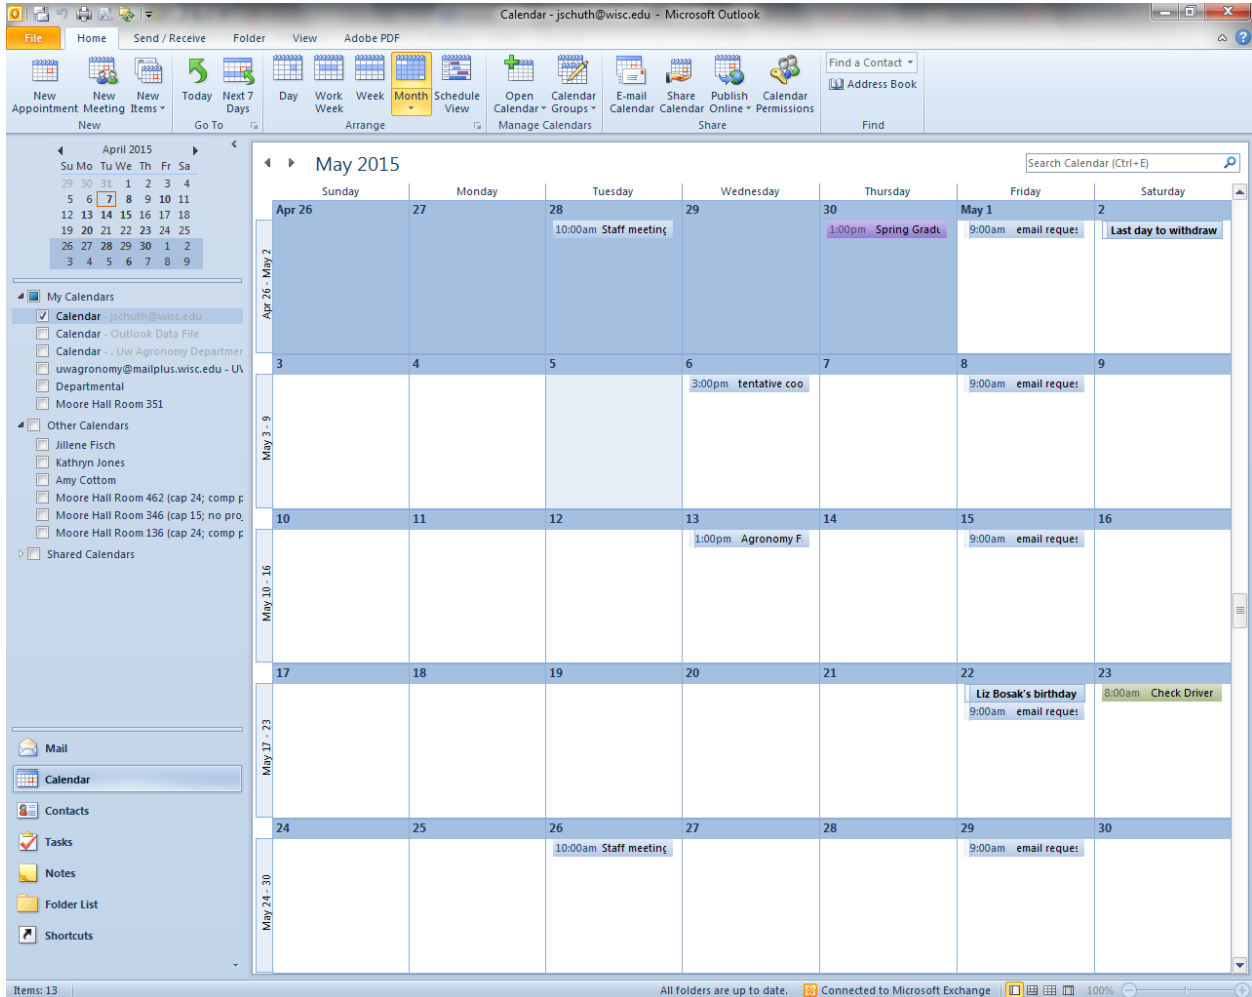 Calendar - jschuth@wisc.edu - Microsoft Outlook
File Home Send / Receive Folder View Adobe PDF
New Appointment
New Meeting
New Items
New
Today
Next 7 Days
Go To
Day
Work Week
Week
Month
Schedule View
Arrange
Open Calendar
Calendar Groups
Manage Calendars
E-mail Calendar
Share Calendar
Publish Online
Calendar Permissions
Share
Find a Contact
Address Book
Find
April 2015
Su Mo Tu We Th Fr Sa
29 30 31 1 2 3 4
5 6 7 8 9 10 11
12 13 14 15 16 17 18
19 20 21 22 23 24 25
26 27 28 29 30 1 2
3 4 5 6 7 8 9
My Calendars
Calendar - jschuth@wisc.edu
Calendar - Outlook Data File
Calendar - . Uw Agronomy Departmer
uwagronomy@mailplus.wisc.edu - UV
Departmental
Moore Hall Room 351
Other Calendars
Jillene Fisch
Kathryn Jones
Amy Cottom
Moore Hall Room 462 (cap 24; comp p
Moore Hall Room 346 (cap 15; no pro
Moore Hall Room 136 (cap 24; comp p
Shared Calendars
Mail
Calendar
Contacts
Tasks
Notes
Folder List
Shortcuts
May 2015
Search Calendar (Ctrl+E)
Sunday Monday Tuesday Wednesday Thursday Friday Saturday
Apr 26 - May 2
Apr 26 27 28 29 30 May 1 2
10:00am Staff meeting
1:00pm Spring Gradu
9:00am email reques
Last day to withdraw
May 3 - 9
3 4 5 6 7 8 9
3:00pm tentative coo
9:00am email reques
May 10 - 16
10 11 12 13 14 15 16
1:00pm Agronomy F
9:00am email reques
May 17 - 23
17 18 19 20 21 22 23
Liz Bosak's birthday
9:00am email reques
8:00am Check Driver
May 24 - 30
24 25 26 27 28 29 30
10:00am Staff meeting
9:00am email reques
Items: 13
All folders are up to date. Connected to Microsoft Exchange 100%